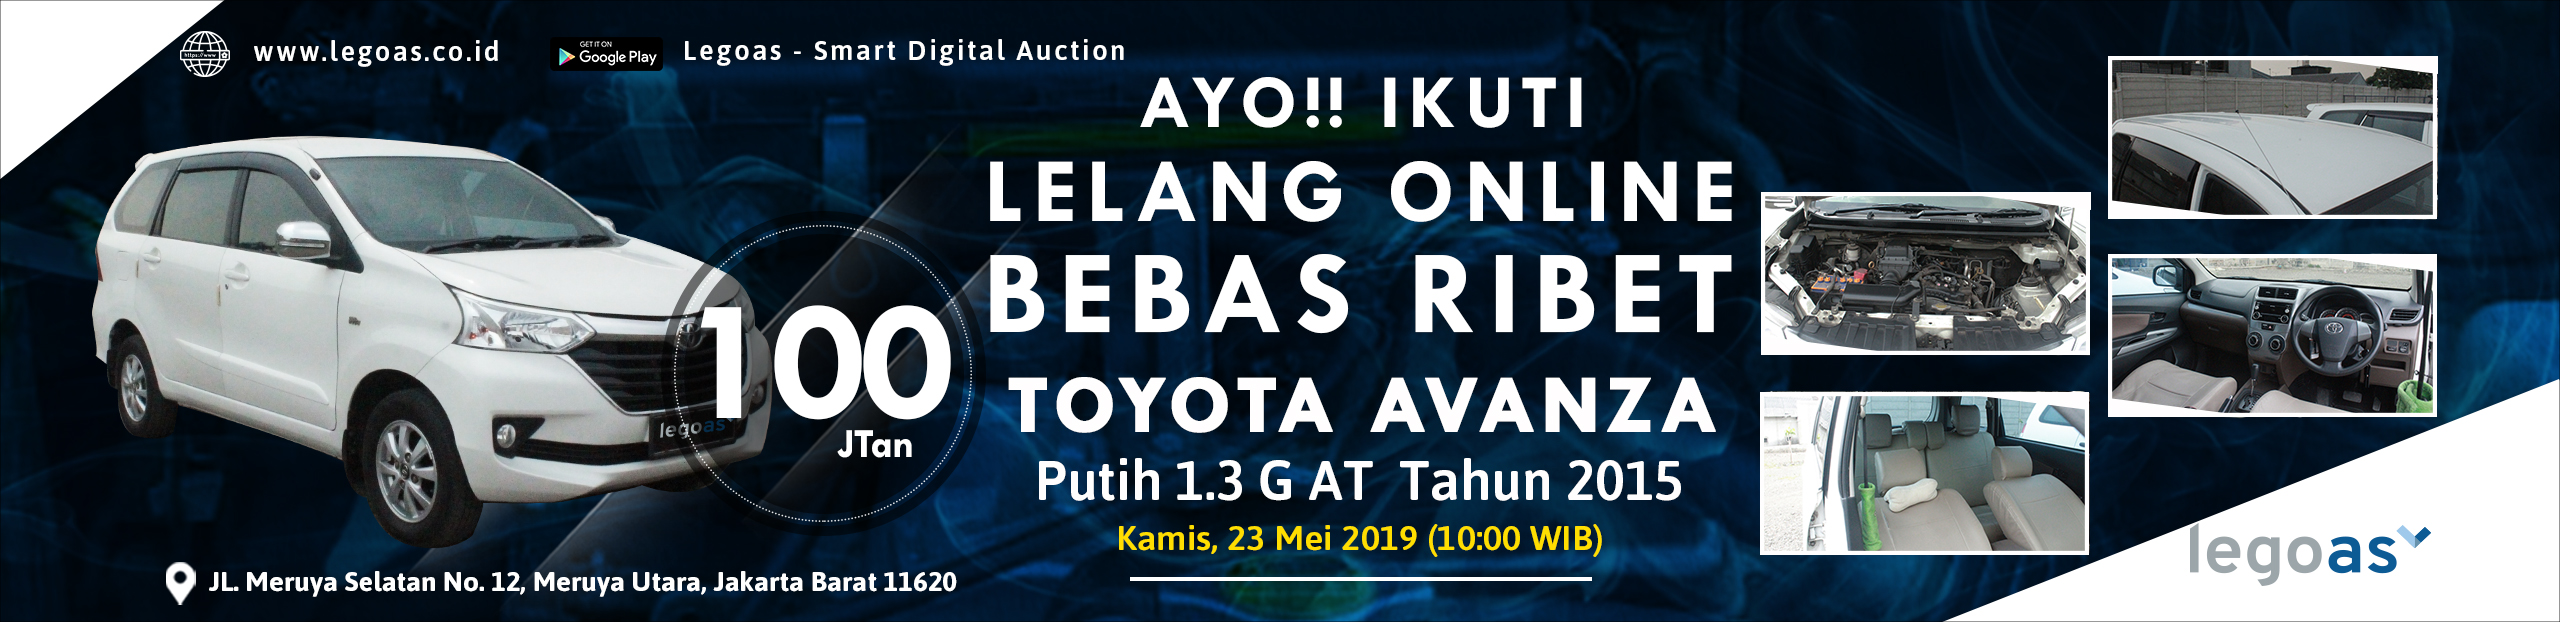 www.legoas.co.id
GET IT ON
Google Play
Legoas - Smart Digital Auction
AYO!! IKUTI
LELANG ONLINE
BEBAS RIBET
TOYOTA AVANZA
Putih 1.3 G AT Tahun 2015
Kamis, 23 Mei 2019 (10:00 WIB)
100
JTan
legoas
JL. Meruya Selatan No. 12, Meruya Utara, Jakarta Barat 11620
legoas